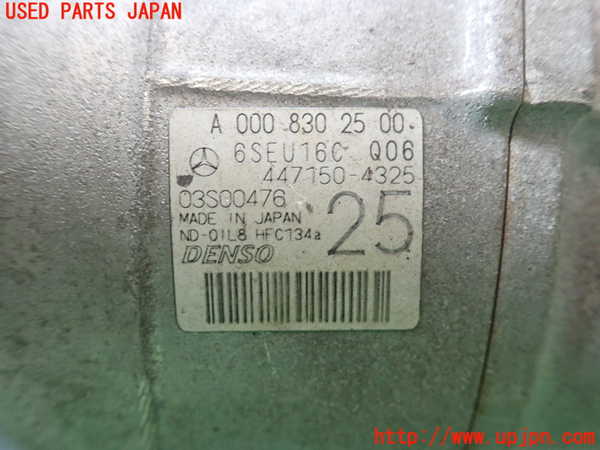 USED PARTS JAPAN
A 000 830 25 00
6SEU16C Q06
447150-4325
03S00476
MADE IN JAPAN
ND-OIL8 HFC134a
25
DENSO
http://www.upjpn.com/